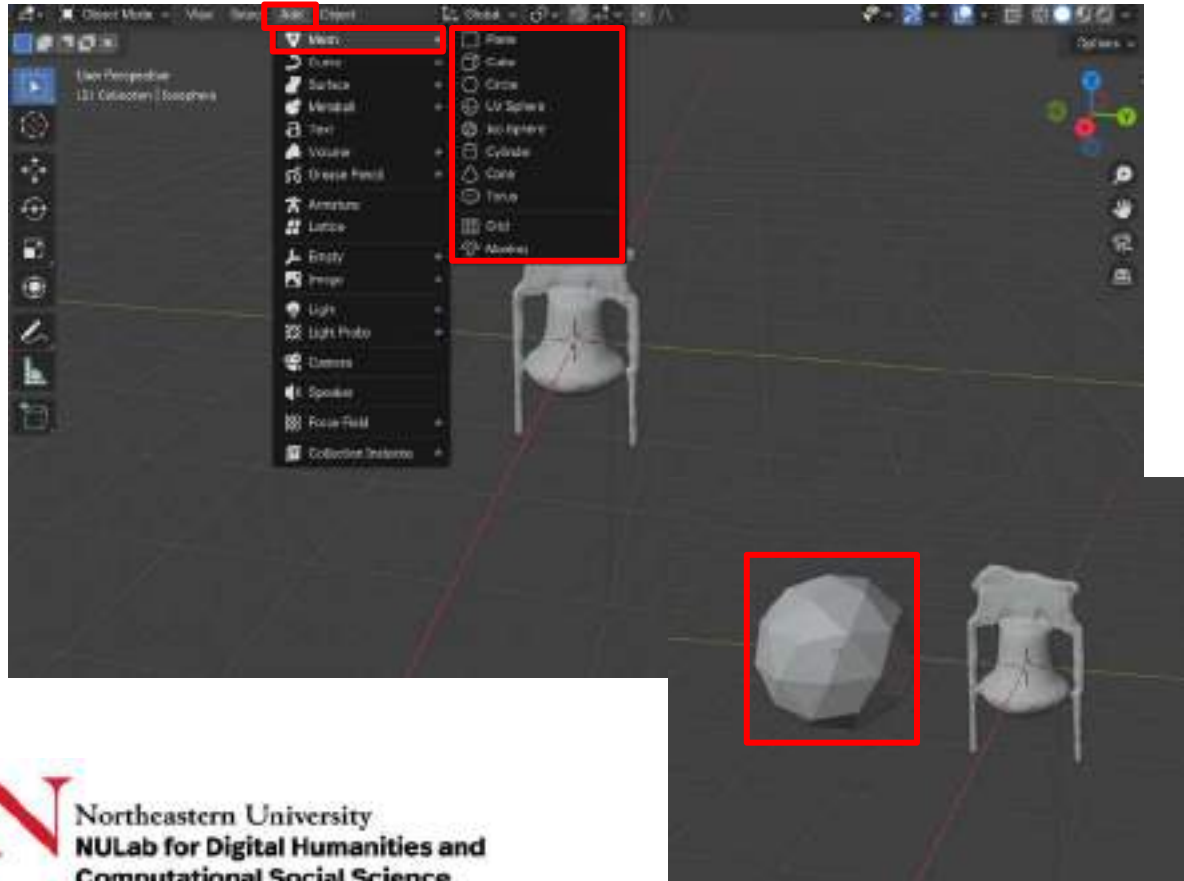 Object Mode View Add Object Global
Options
User Perspective
Mesh
Curve
Surface
Metaball
Text
Volume
Grease Pencil
Armature
Lattice
Empty
Image
Light
Light Probe
Camera
Speaker
Force Field
Collection Instance
Plane
Cube
Circle
UV Sphere
Ico Sphere
Cylinder
Cone
Torus
Grid
Monkey
Northeastern University
NULab for Digital Humanities and
Computational Social Science